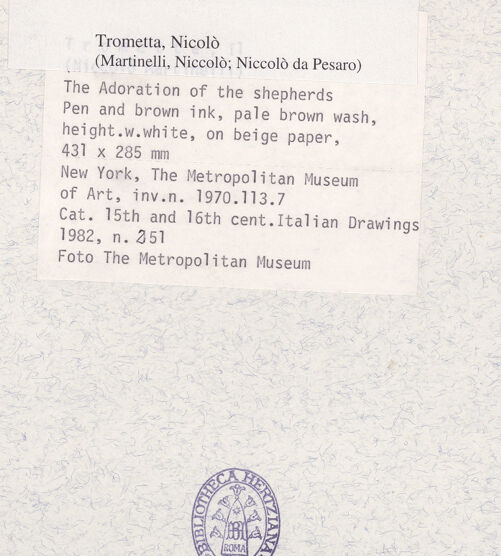 Trometta, Nicolò
(Martinelli, Niccolò; Niccolò da Pesaro)
The Adoration of the shepherds
Pen and brown ink, pale brown wash,
height.w.white, on beige paper,
431 x 285 mm
New York, The Metropolitan Museum
of Art, inv.n. 1970.113.7
Cat. 15th and 16th cent.Italian Drawings
1982, n. 251
Foto The Metropolitan Museum
BIBLIOTHECA HERTZIANA
ROMA